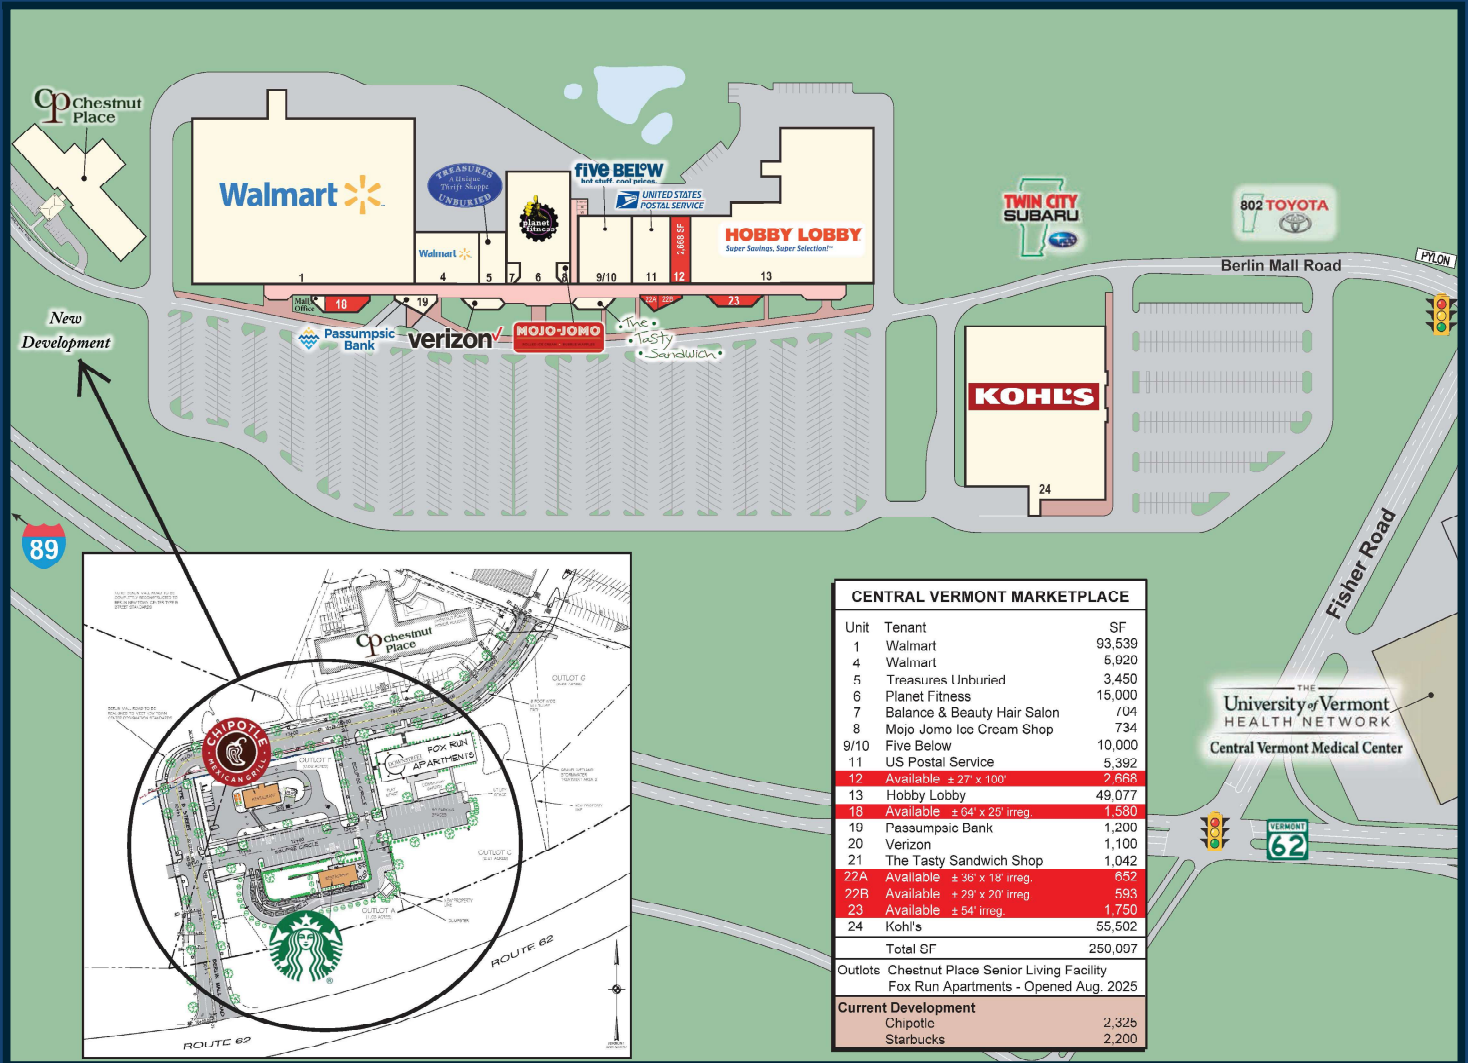 CP Chestnut
Place
Walmart
1
TREASURES
A Unique
Thrift Shoppe
UNBURIED
Walmart
4
5
planet
fitness
7
6
8
five BELOW
hot stuff. cool prices.
UNITED STATES
POSTAL SERVICE
9/10
11
2,668 SF
12
HOBBY LOBBY
Super Savings, Super Selection!
13
TWIN CITY
SUBARU
802 TOYOTA
Berlin Mall Road
PYLON
Mall
Office
18
19
22A
22B
23
Passumpsic
Bank
verizon
MOJO-JOMO
The
Tasty
Sandwich
New
Development
KOHL'S
24
89
Fisher Road
CP Chestnut
Place
OUTLOT G
CHIPOTLE
MEXICAN GRILL
OUTLOT F
FOX RUN
APARTMENTS
DOWNSTREET
OUTLOT C
OUTLOT A
ROUTE 62
ROUTE 62
CENTRAL VERMONT MARKETPLACE
Unit Tenant SF
1 Walmart 93,539
4 Walmart 5,920
5 Treasures Unburied 3,450
6 Planet Fitness 15,000
7 Balance & Beauty Hair Salon 704
8 Mojo Jomo Ice Cream Shop 734
9/10 Five Below 10,000
11 US Postal Service 5,392
12 Available ± 27' x 100' 2,668
13 Hobby Lobby 49,077
18 Available ± 64' x 25' irreg. 1,580
19 Passumpsic Bank 1,200
20 Verizon 1,100
21 The Tasty Sandwich Shop 1,042
22A Available ± 36' x 18' irreg. 652
22B Available ± 29' x 20' irreg 593
23 Available ± 54' irreg. 1,750
24 Kohl's 55,502
Total SF 250,097
Outlots Chestnut Place Senior Living Facility
Fox Run Apartments - Opened Aug. 2025
Current Development
Chipotle 2,325
Starbucks 2,200
THE
University of Vermont
HEALTH NETWORK
Central Vermont Medical Center
VERMONT
62